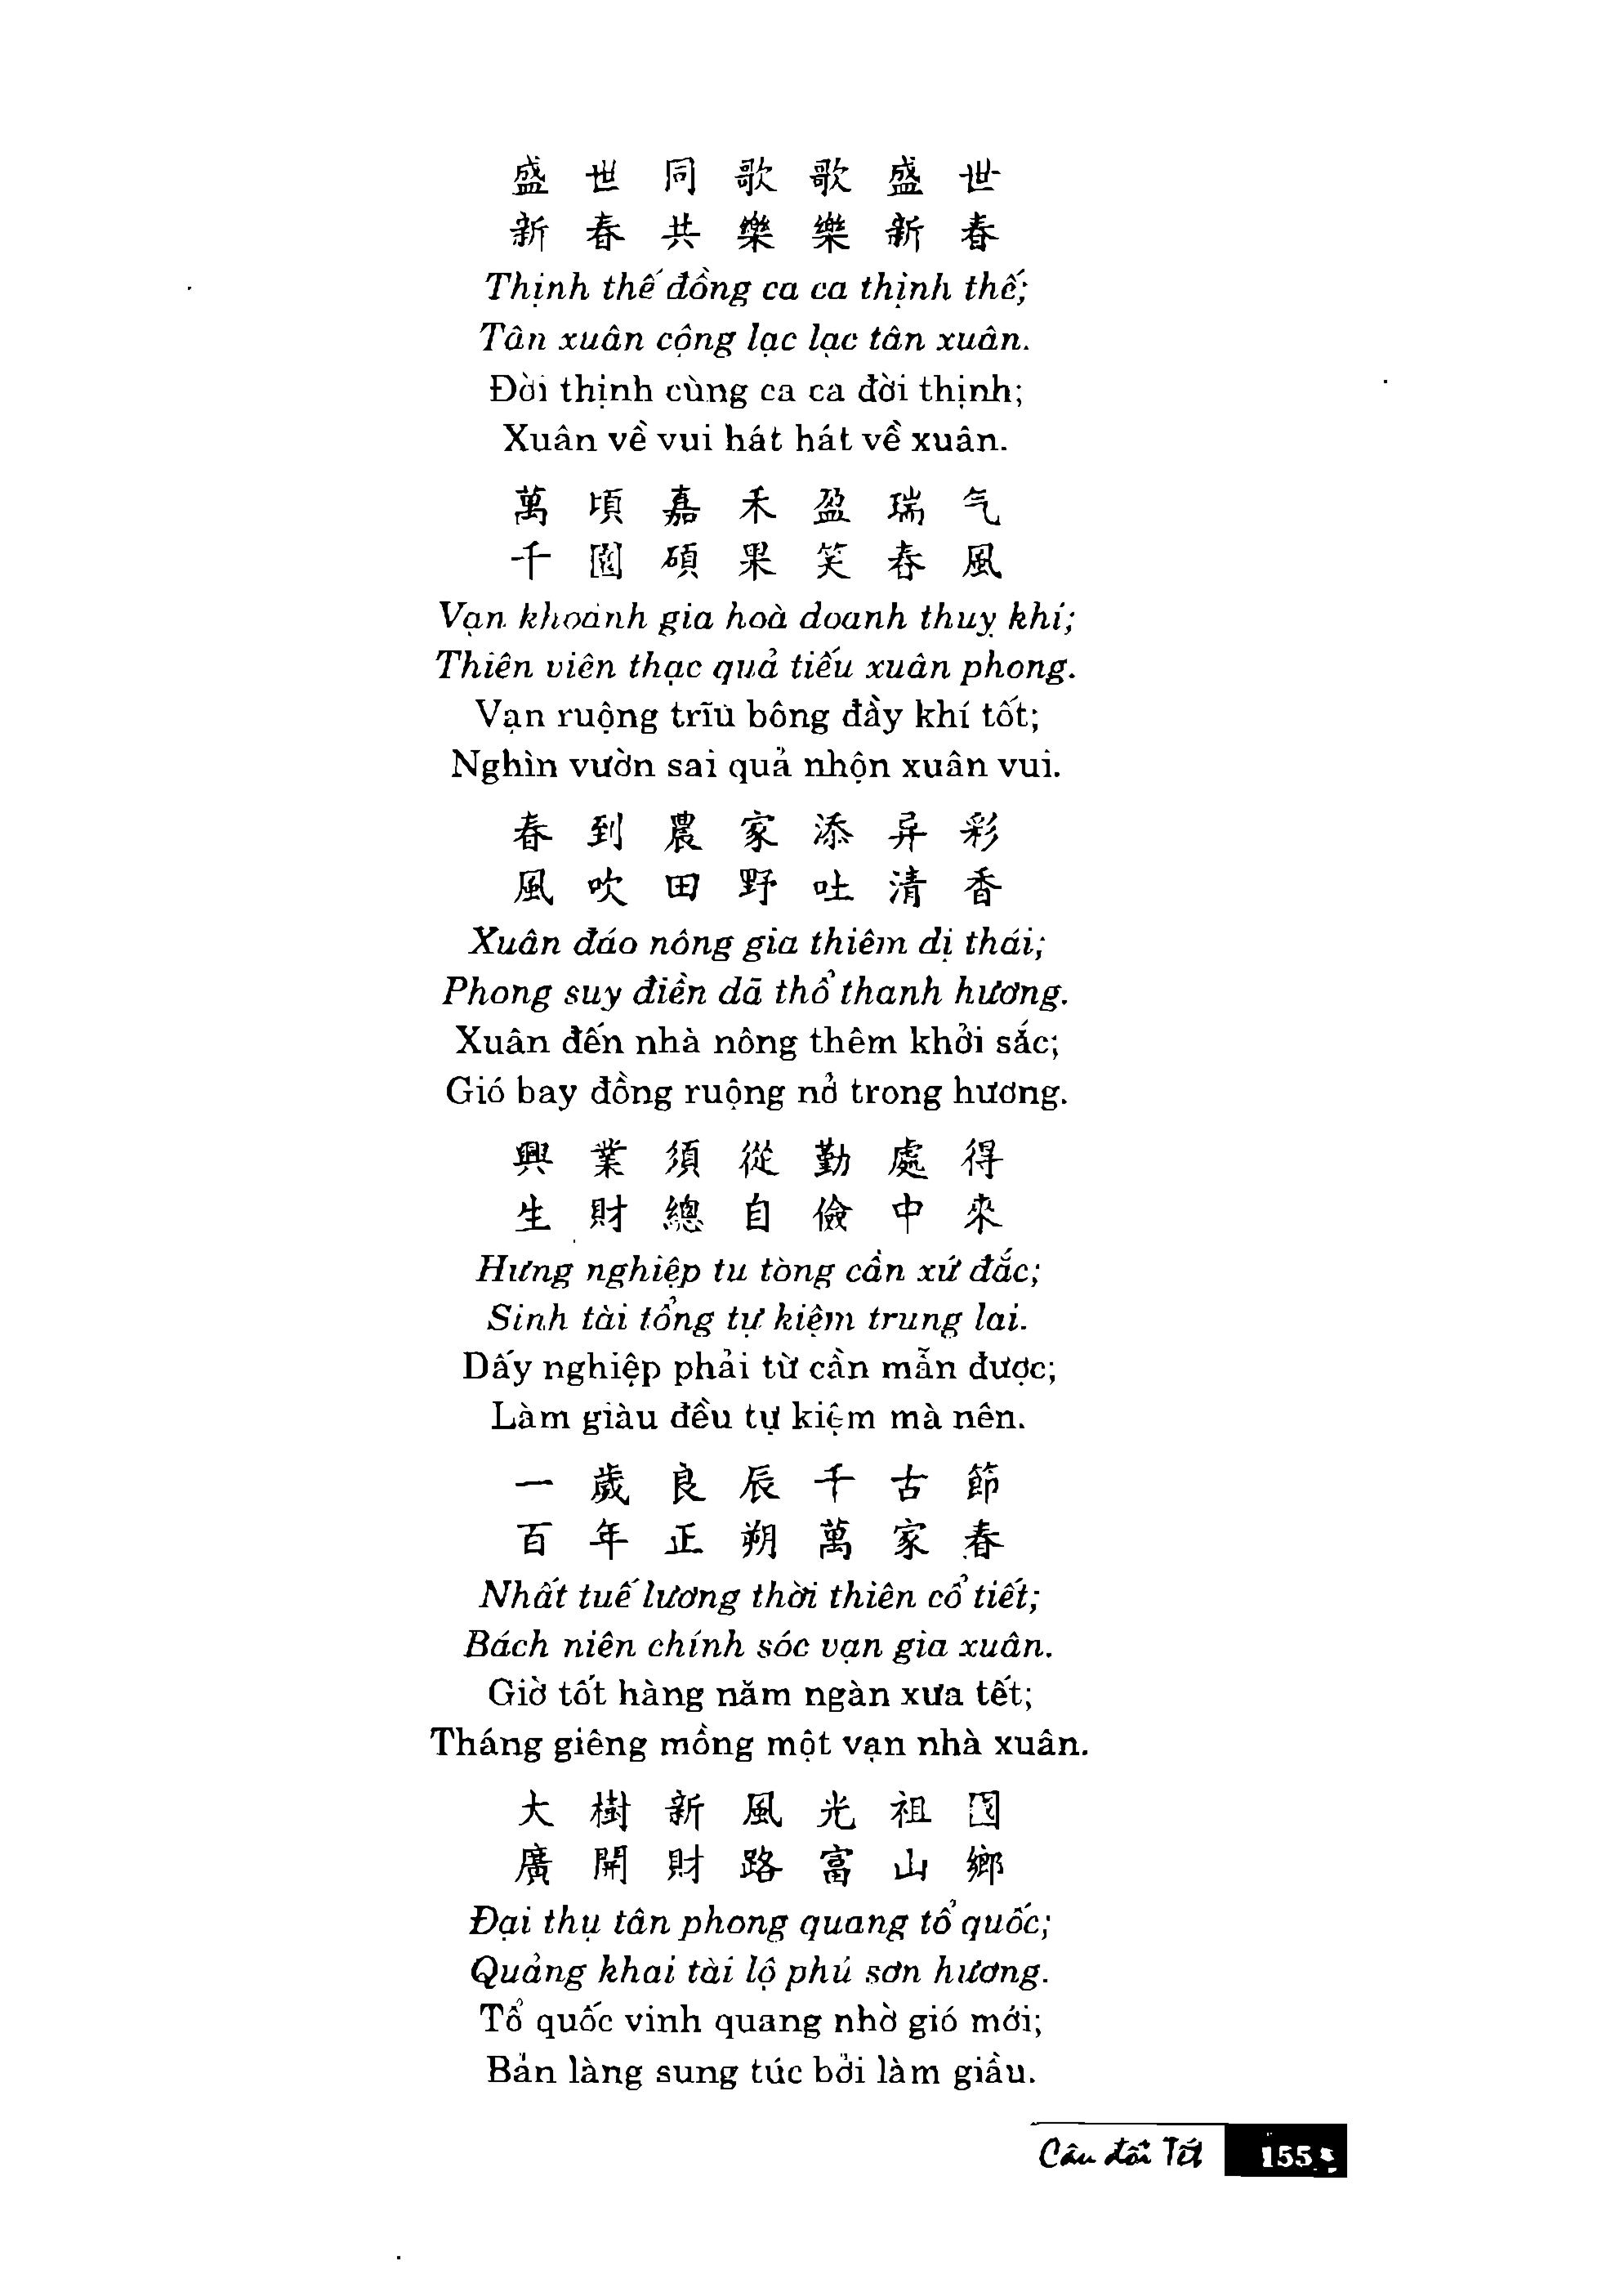 盛 世 同 歌 歌 盛 世
新 春 共 樂 樂 新 春
Thịnh thế đồng ca ca thịnh thế;
Tân xuân cộng lạc lạc tân xuân.
Đời thịnh cùng ca ca đời thịnh;
Xuân về vui hát hát về xuân.
萬 頃 嘉 禾 盈 瑞 气
千 園 碩 果 笑 春 風
Vạn khoảnh gia hoà doanh thuỵ khí;
Thiên viên thạc quả tiếu xuân phong.
Vạn ruộng trĩu bông đầy khí tốt;
Nghìn vườn sai quả nhộn xuân vui.
春 到 農 家 添 异 彩
風 吹 田 野 吐 清 香
Xuân đáo nông gia thiêm dị thái;
Phong suy điền dã thổ thanh hương.
Xuân đến nhà nông thêm khởi sắc;
Gió bay đồng ruộng nở trong hương.
興 業 須 從 勤 處 得
生 財 總 自 儉 中 來
Hưng nghiệp tu tòng cần xứ đắc;
Sinh tài tổng tự kiệm trung lai.
Dấy nghiệp phải từ cần mẫn được;
Làm giàu đều tự kiệm mà nên.
一 歲 良 辰 千 古 節
百 年 正 朔 萬 家 春
Nhất tuế lương thời thiên cổ tiết;
Bách niên chính sóc vạn gia xuân.
Giờ tốt hàng năm ngàn xưa tết;
Tháng giêng mồng một vạn nhà xuân.
大 樹 新 風 光 祖 國
廣 開 財 路 富 山 鄉
Đại thụ tân phong quang tổ quốc;
Quảng khai tài lộ phú sơn hương.
Tổ quốc vinh quang nhờ gió mới;
Bản làng sung túc bởi làm giầu.
Câu đối Tết 155